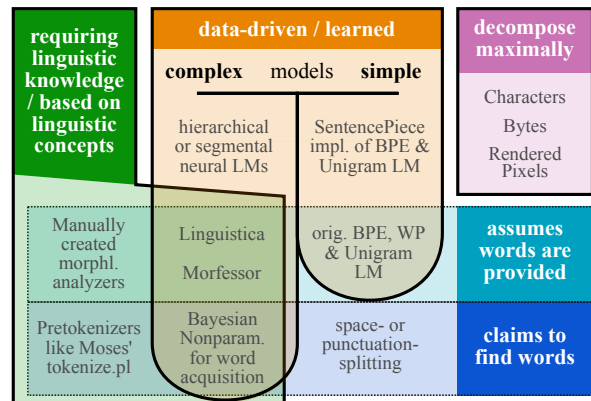 requiring
linguistic
knowledge
/ based on
linguistic
concepts
data-driven / learned
complex models simple
hierarchical
or segmental
neural LMs
SentencePiece
impl. of BPE &
Unigram LM
decompose
maximally
Characters
Bytes
Rendered
Pixels
Manually
created
morphl.
analyzers
Linguistica
Morfessor
orig. BPE, WP
& Unigram
LM
assumes
words are
provided
Pretokenizers
like Moses'
tokenize.pl
Bayesian
Nonparam.
for word
acquisition
space- or
punctuation-
splitting
claims to
find words